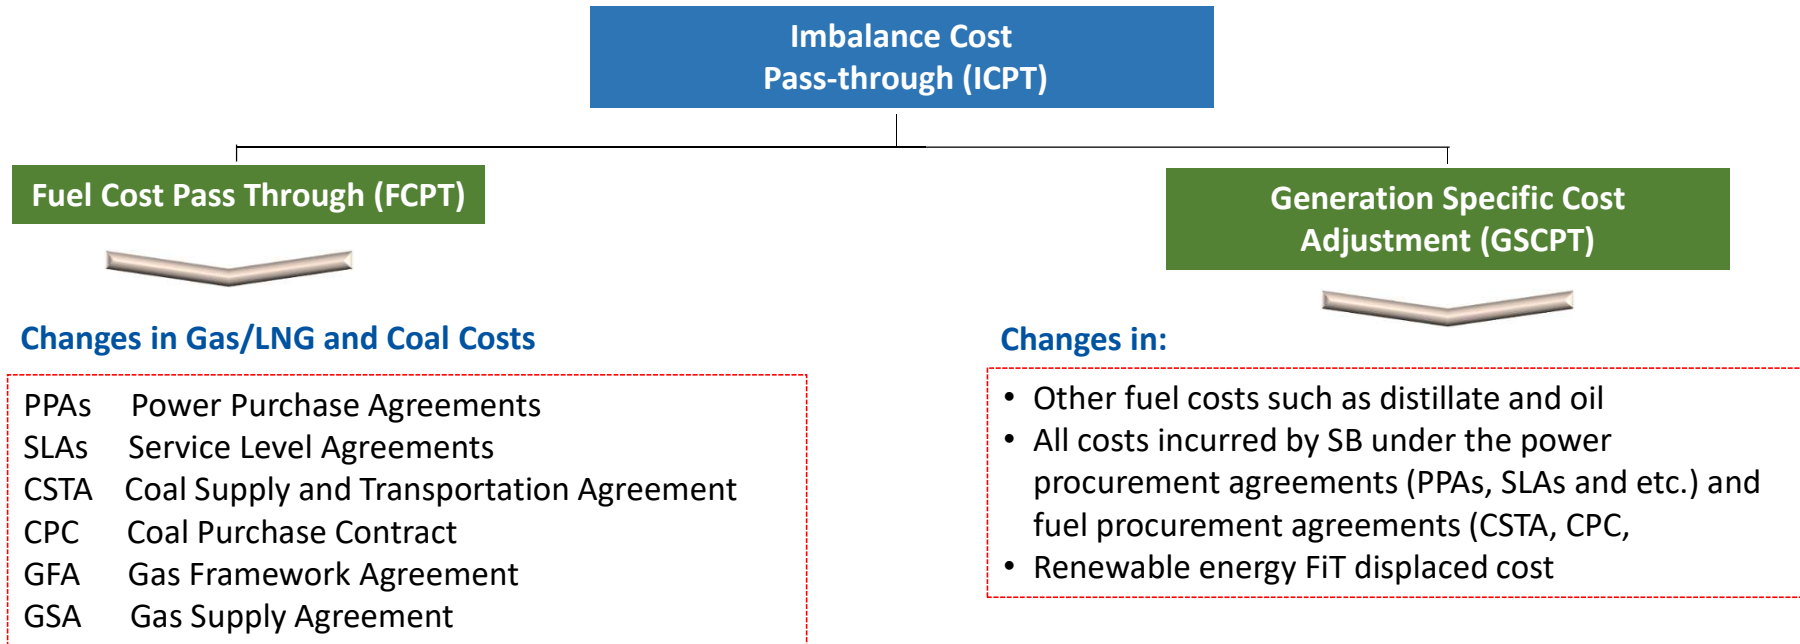 Imbalance Cost
Pass-through (ICPT)
Fuel Cost Pass Through (FCPT)
Generation Specific Cost
Adjustment (GSCPT)
Changes in Gas/LNG and Coal Costs
PPAs Power Purchase Agreements
SLAs Service Level Agreements
CSTA Coal Supply and Transportation Agreement
CPC Coal Purchase Contract
GFA Gas Framework Agreement
GSA Gas Supply Agreement
Changes in:
• Other fuel costs such as distillate and oil
• All costs incurred by SB under the power
procurement agreements (PPAs, SLAs and etc.) and
fuel procurement agreements (CSTA, CPC,
• Renewable energy FiT displaced cost